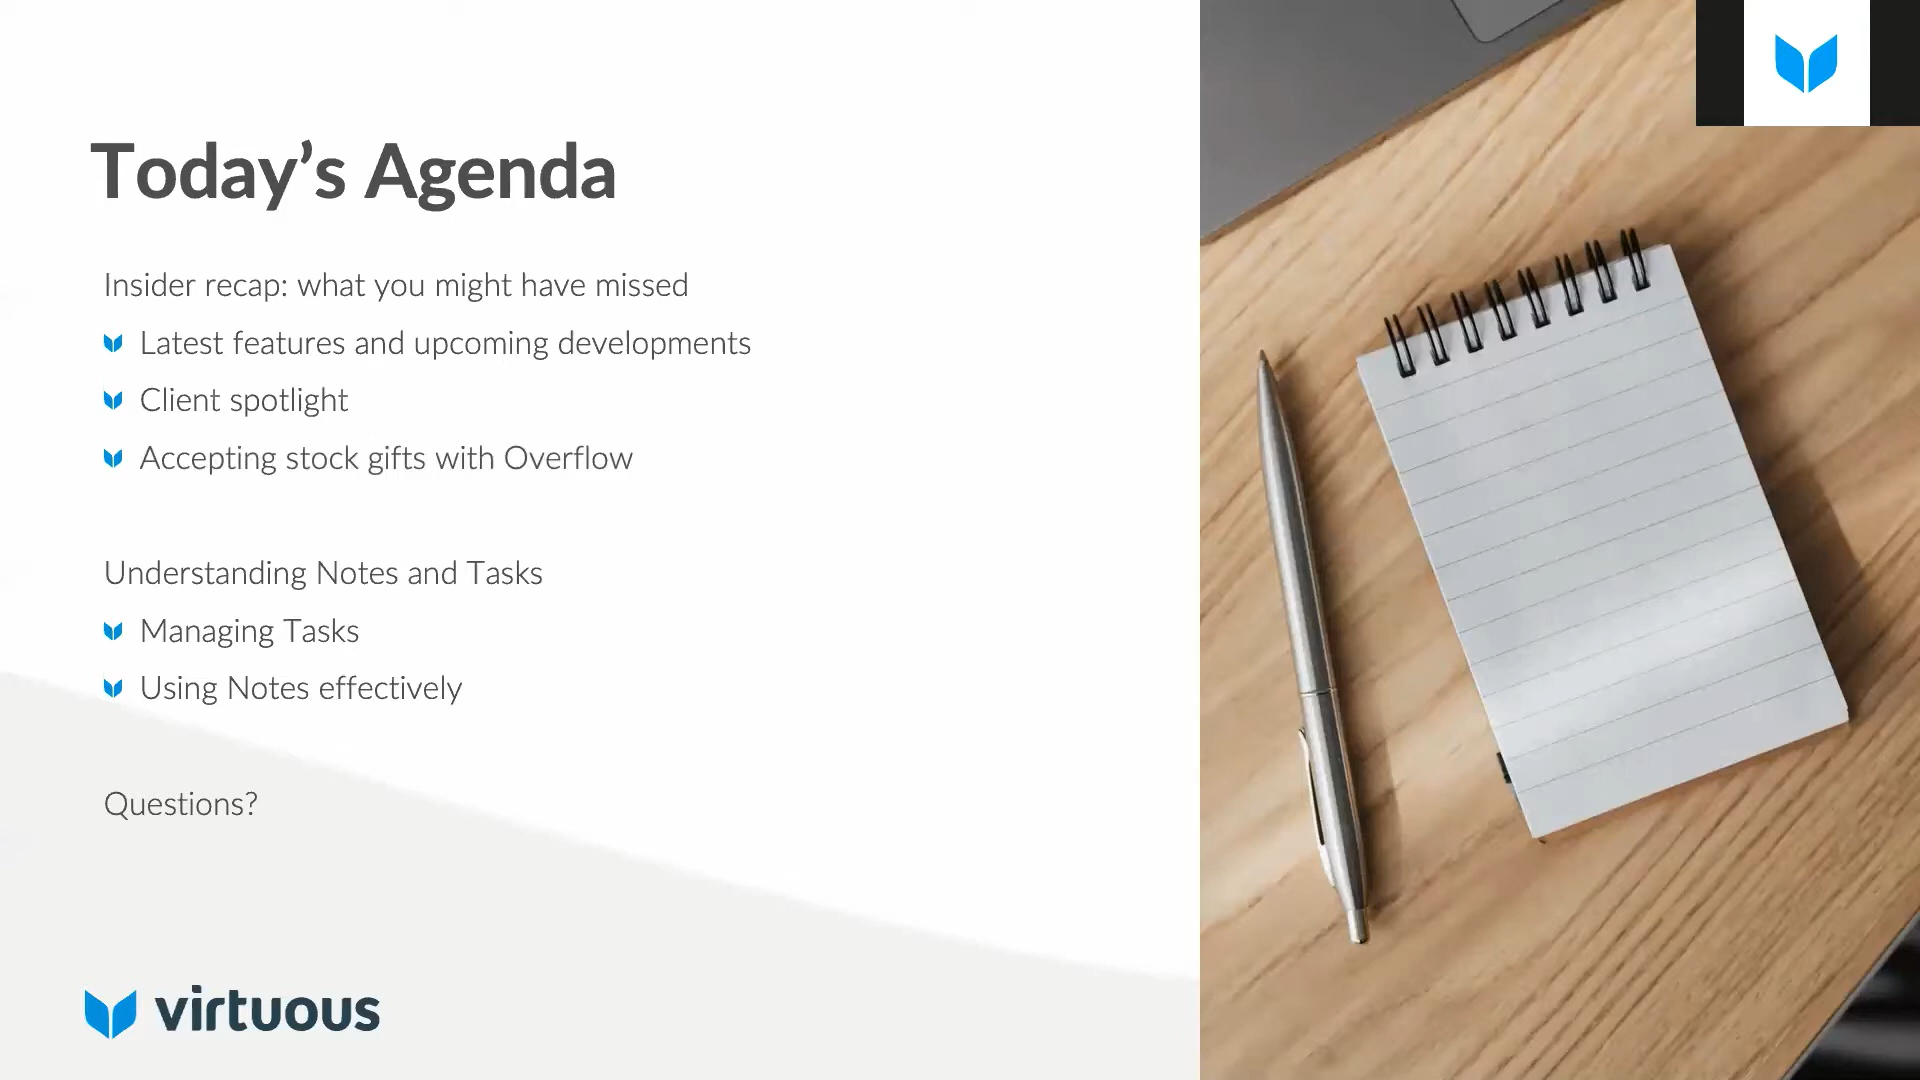 Today’s Agenda
Insider recap: what you might have missed
Latest features and upcoming developments
Client spotlight
Accepting stock gifts with Overflow
Understanding Notes and Tasks
Managing Tasks
Using Notes effectively
Questions?
virtuous